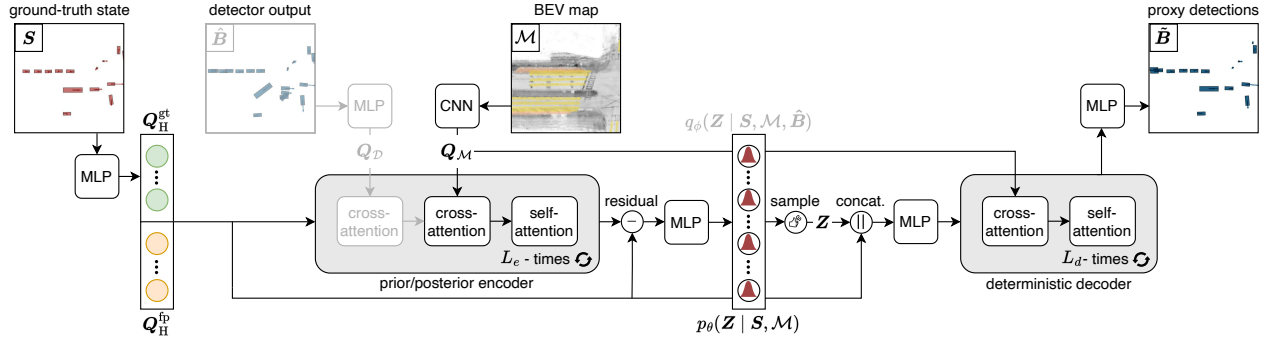 ground-truth state
S
detector output
B̂
BEV map
M
proxy detections
B̃
MLP
CNN
MLP
Q_H^gt
Q_D
Q_M
q_ϕ(Z | S, M, B̂)
MLP
cross-attention
cross-attention
self-attention
L_e - times
prior/posterior encoder
residual
−
MLP
sample
Z
concat.
||
MLP
cross-attention
self-attention
L_d - times
deterministic decoder
Q_H^fp
p_θ(Z | S, M)